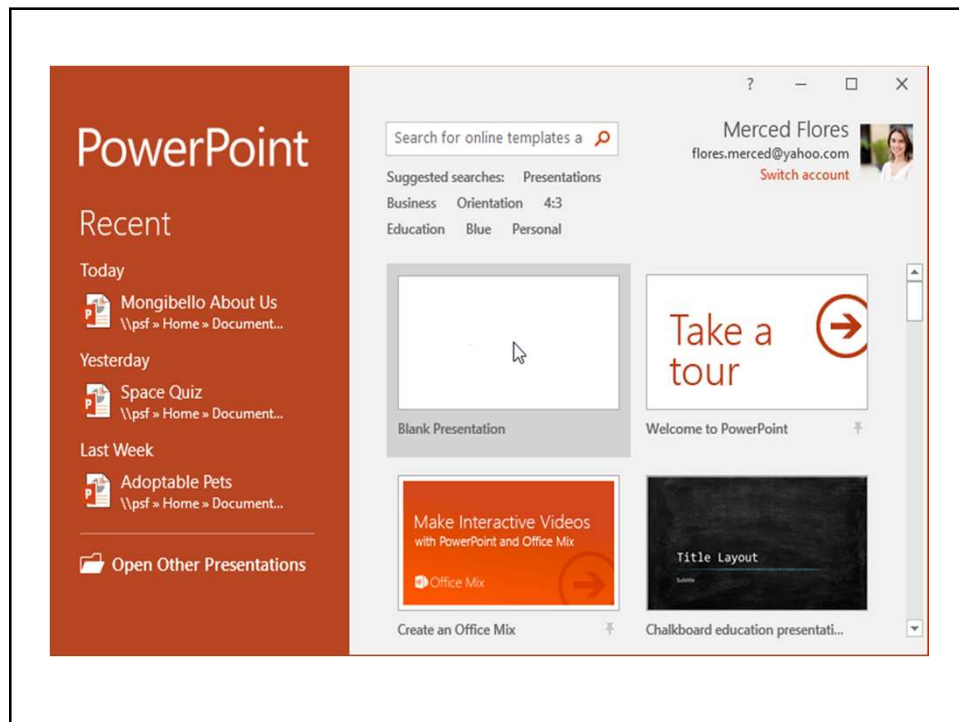 PowerPoint
Recent
Today
Mongibello About Us
\\psf » Home » Document...
Yesterday
Space Quiz
\\psf » Home » Document...
Last Week
Adoptable Pets
\\psf » Home » Document...
Open Other Presentations
?
Search for online templates a
Merced Flores
flores.merced@yahoo.com
Switch account
Suggested searches: Presentations
Business Orientation 4:3
Education Blue Personal
Blank Presentation
Take a
tour
Welcome to PowerPoint
Make Interactive Videos
with PowerPoint and Office Mix
Office Mix
Create an Office Mix
Title Layout
Subtitle
Chalkboard education presentati...